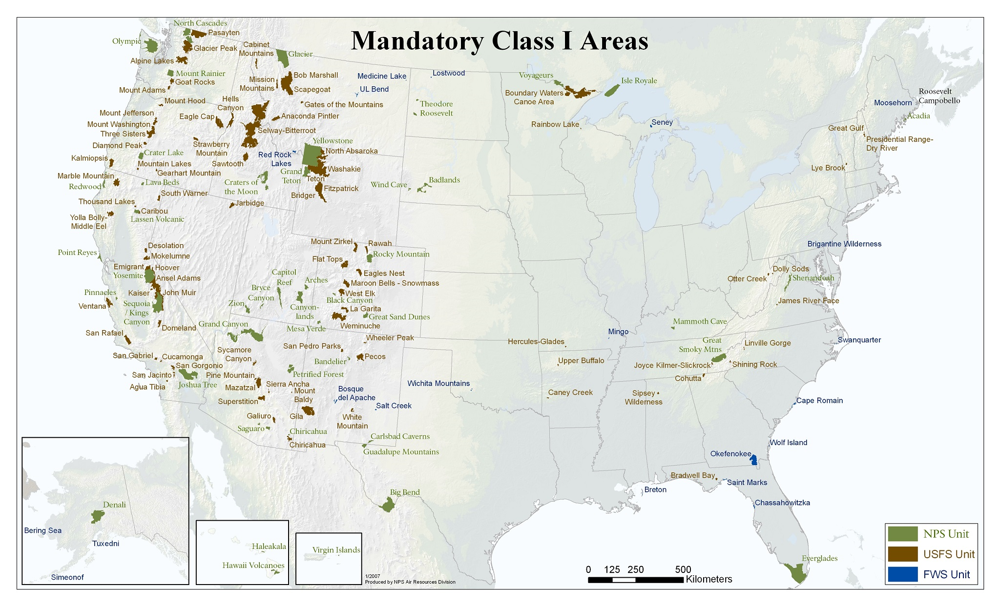 Mandatory Class I Areas
North Cascades
Pasayten
Olympic
Glacier Peak
Cabinet
Mountains
Glacier
Alpine Lakes
Mount Rainier
Goat Rocks
Mount Adams
Mission
Mountains
Bob Marshall
Scapegoat
Medicine Lake
Lostwood
UL Bend
Voyageurs
Isle Royale
Boundary Waters
Canoe Area
Roosevelt
Campobello
Moosehorn
Acadia
Mount Hood
Hells
Canyon
Gates of the Mountains
Theodore
Roosevelt
Mount Jefferson
Eagle Cap
Anaconda Pintler
Mount Washington
Three Sisters
Selway-Bitterroot
Rainbow Lake
Seney
Great Gulf
Presidential Range-
Dry River
Diamond Peak
Strawberry
Mountain
Yellowstone
North Absaroka
Crater Lake
Kalmiopsis
Red Rock
Lakes
Mountain Lakes
Sawtooth
Washakie
Lye Brook
Gearhart Mountain
Grand
Teton
Teton
Marble Mountain
Redwood
Lava Beds
Craters of
the Moon
Wind Cave
Badlands
Fitzpatrick
Bridger
South Warner
Thousand Lakes
Jarbidge
Caribou
Lassen Volcanic
Yolla Bolly-
Middle Eel
Mount Zirkel
Rawah
Brigantine Wilderness
Desolation
Mokelumne
Point Reyes
Rocky Mountain
Flat Tops
Emigrant
Hoover
Yosemite
Ansel Adams
Capitol
Reef
Arches
Eagles Nest
Maroon Bells - Snowmass
Dolly Sods
Otter Creek
Shenandoah
Pinnacles
Kaiser
John Muir
Bryce
Canyon
West Elk
Black Canyon
Ventana
Sequoia
/ Kings
Canyon
Zion
Canyon-
lands
La Garita
Great Sand Dunes
James River Face
Domeland
Grand Canyon
Mesa Verde
Weminuche
Mammoth Cave
San Rafael
Wheeler Peak
Hercules-Glades
Mingo
Great
Smoky Mtns
Linville Gorge
Swanquarter
San Gabriel
Cucamonga
San Gorgonio
Sycamore
Canyon
San Pedro Parks
Bandelier
Pecos
Upper Buffalo
Joyce Kilmer-Slickrock
Shining Rock
San Jacinto
Agua Tibia
Joshua Tree
Pine Mountain
Petrified Forest
Cohutta
Mazatzal
Sierra Ancha
Mount
Baldy
Bosque
del Apache
Wichita Mountains
Caney Creek
Sipsey
Wilderness
Cape Romain
Superstition
Salt Creek
Galiuro
Gila
White
Mountain
Saguaro
Chiricahua
Chiricahua
Carlsbad Caverns
Guadalupe Mountains
Wolf Island
Okefenokee
Bradwell Bay
Saint Marks
Big Bend
Breton
Chassahowitzka
Everglades
Denali
Bering Sea
Tuxedni
Simeonof
Haleakala
Hawaii Volcanoes
Virgin Islands
1/2007
Produced by NPS Air Resources Division
0 125 250 500
Kilometers
NPS Unit
USFS Unit
FWS Unit